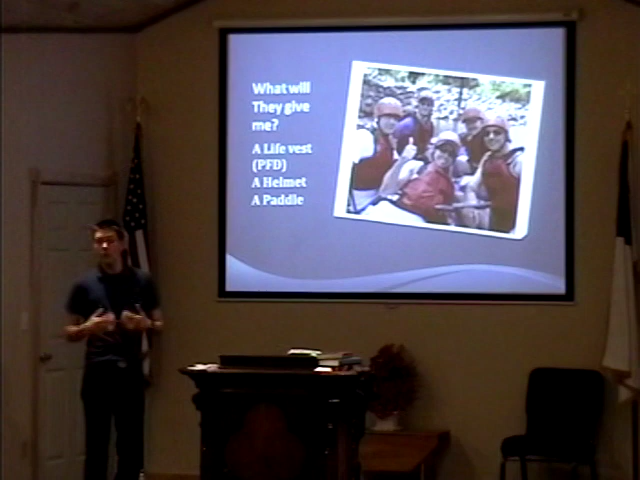 What will
They give
me?
A Life vest
(PFD)
A Helmet
A Paddle